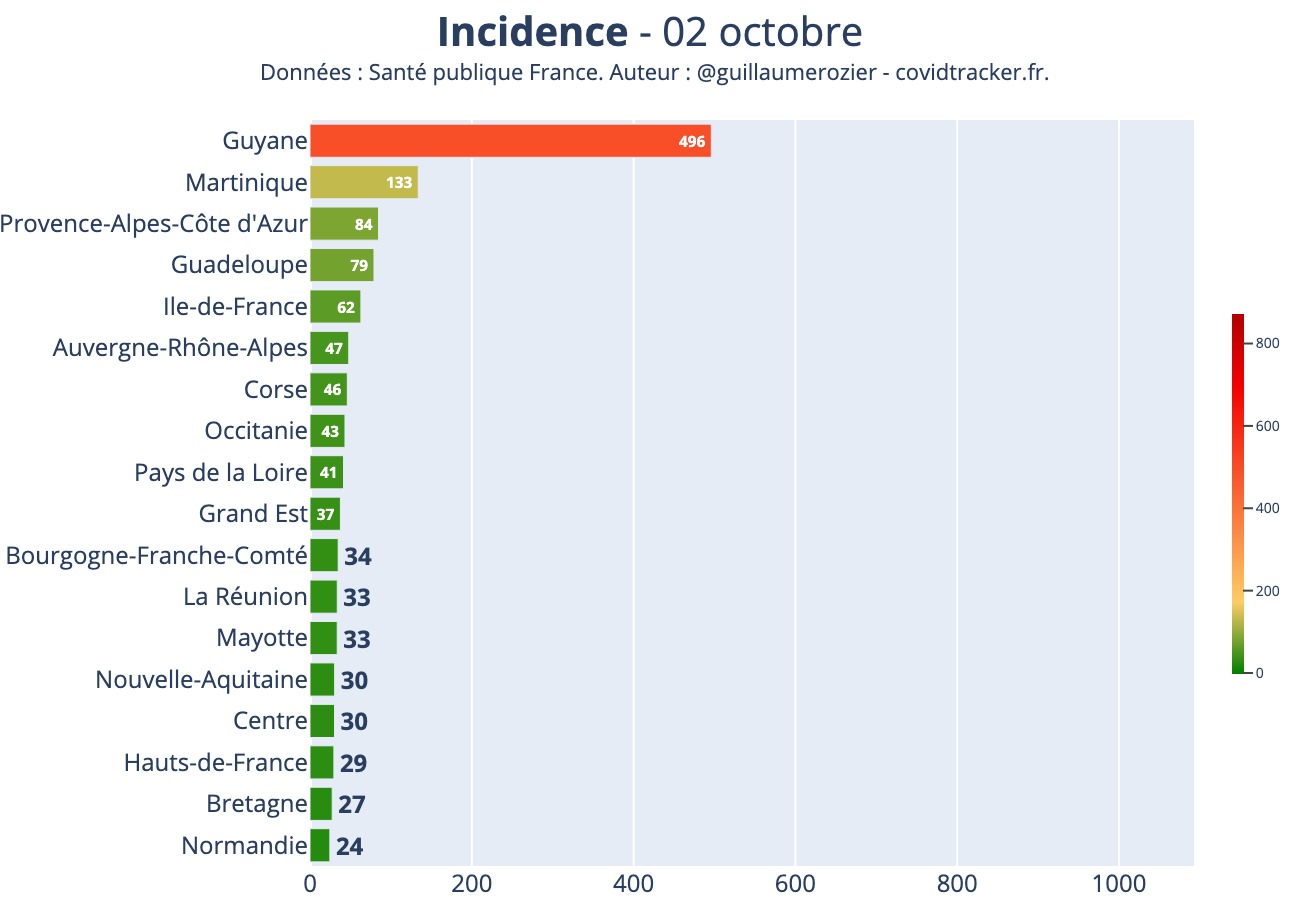 Incidence - 02 octobre
Données : Santé publique France. Auteur : @guillaumerozier - covidtracker.fr.
Guyane 496
Martinique 133
Provence-Alpes-Côte d'Azur 84
Guadeloupe 79
Ile-de-France 62
Auvergne-Rhône-Alpes 47
Corse 46
Occitanie 43
Pays de la Loire 41
Grand Est 37
Bourgogne-Franche-Comté 34
La Réunion 33
Mayotte 33
Nouvelle-Aquitaine 30
Centre 30
Hauts-de-France 29
Bretagne 27
Normandie 24
0 200 400 600 800 1000
800
600
400
200
0